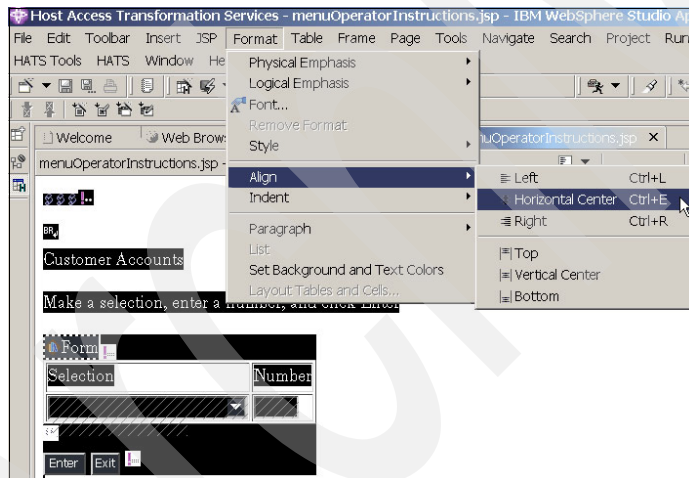 Host Access Transformation Services - menuOperatorInstructions.jsp - IBM WebSphere Studio Ap
File Edit Toolbar Insert JSP Format Table Frame Page Tools Navigate Search Project Run
HATS Tools HATS Window He
Physical Emphasis
Logical Emphasis
Font...
Remove Format
Style
Align
Indent
Paragraph
List
Set Background and Text Colors
Layout Tables and Cells...
Left Ctrl+L
Horizontal Center Ctrl+E
Right Ctrl+R
Top
Vertical Center
Bottom
Welcome Web Brow nuOperatorInstructions.jsp
menuOperatorInstructions.jsp -
BR
Customer Accounts
Make a selection, enter a number, and click Enter
Form
Selection Number
Enter Exit